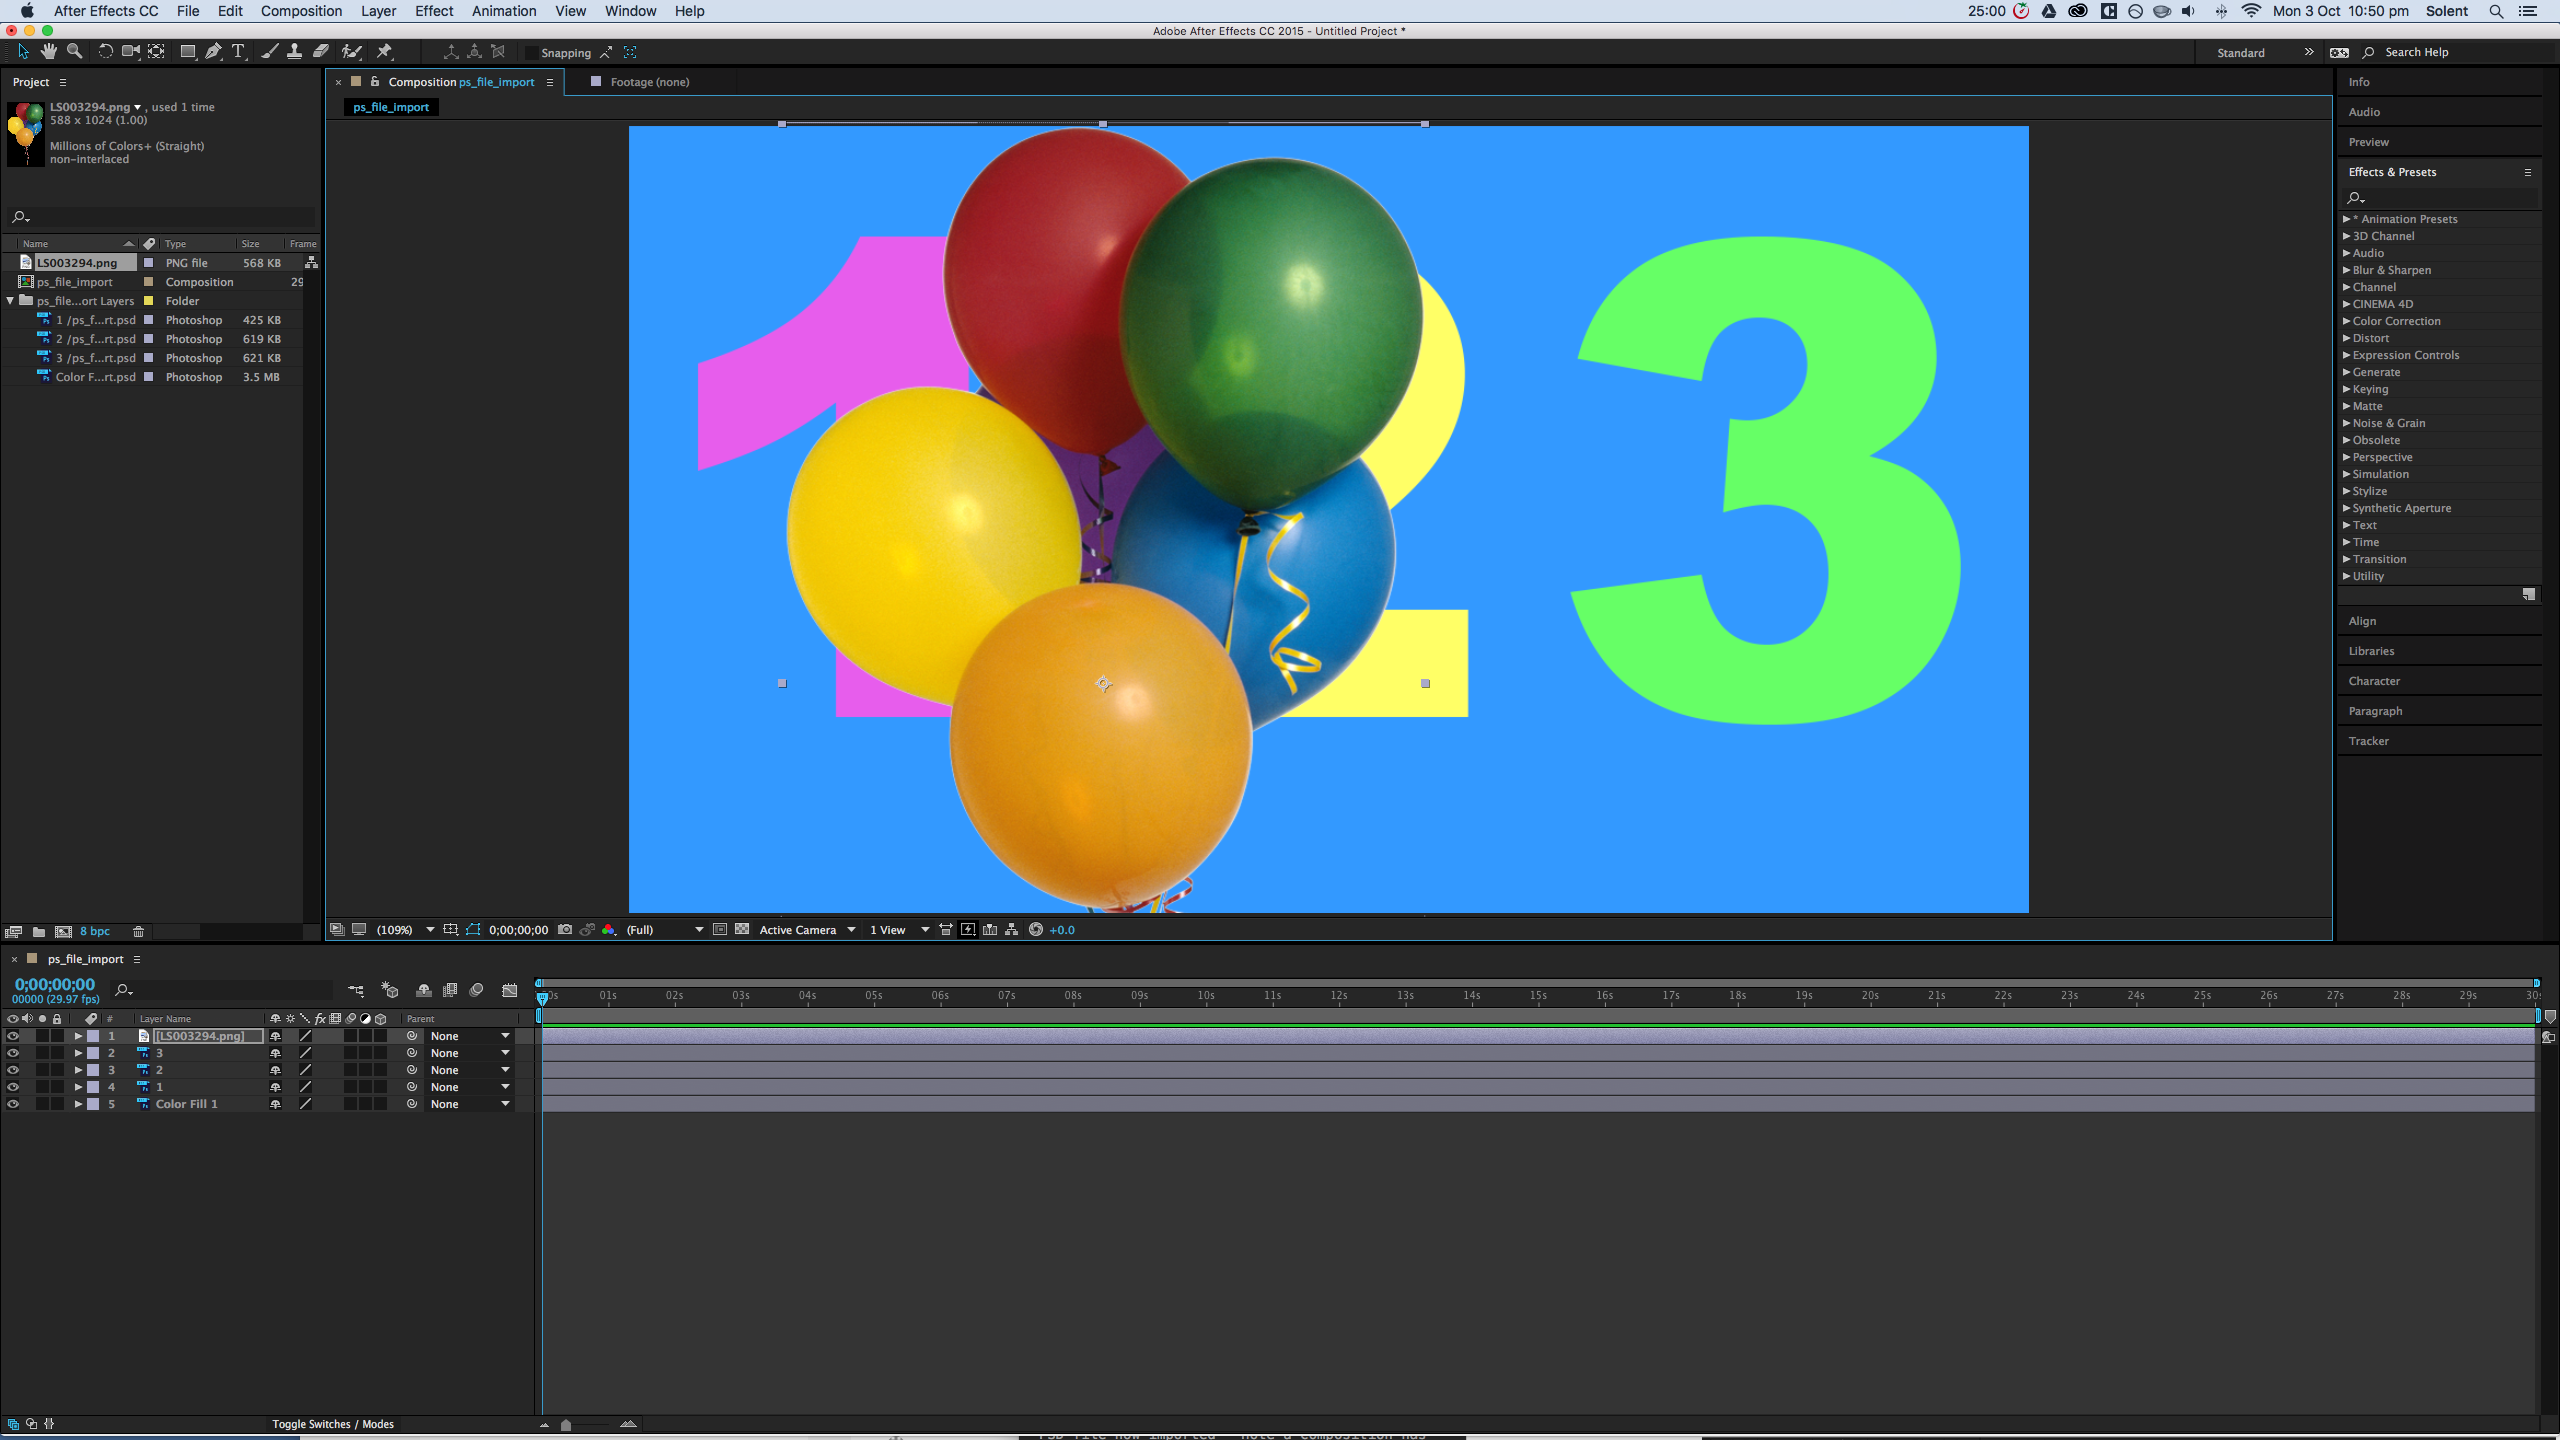 After Effects CC File Edit Composition Layer Effect Animation View Window Help 25:00 Mon 3 Oct 10:50 pm Solent
Adobe After Effects CC 2015 - Untitled Project *
T Snapping Standard >> Search Help
Project
LS003294.png , used 1 time
588 x 1024 (1.00)
Millions of Colors+ (Straight)
non-interlaced
Name Type Size Frame
LS003294.png PNG file 568 KB
ps_file_import Composition 29
ps_file...ort Layers Folder
1 /ps_f...rt.psd Photoshop 425 KB
2 /ps_f...rt.psd Photoshop 619 KB
3 /ps_f...rt.psd Photoshop 621 KB
Color F...rt.psd Photoshop 3.5 MB
8 bpc
Composition ps_file_import Footage (none)
ps_file_import
1 2 3
(109%) 0;00;00;00 (Full) Active Camera 1 View +0.0
Info
Audio
Preview
Effects & Presets
* Animation Presets
3D Channel
Audio
Blur & Sharpen
Channel
CINEMA 4D
Color Correction
Distort
Expression Controls
Generate
Keying
Matte
Noise & Grain
Obsolete
Perspective
Simulation
Stylize
Synthetic Aperture
Text
Time
Transition
Utility
Align
Libraries
Character
Paragraph
Tracker
ps_file_import
0;00;00;00
00000 (29.97 fps)
01s 02s 03s 04s 05s 06s 07s 08s 09s 10s 11s 12s 13s 14s 15s 16s 17s 18s 19s 20s 21s 22s 23s 24s 25s 26s 27s 28s 29s 30s
# Layer Name fx Parent
1 [LS003294.png] None
2 3 None
3 2 None
4 1 None
5 Color Fill 1 None
Toggle Switches / Modes